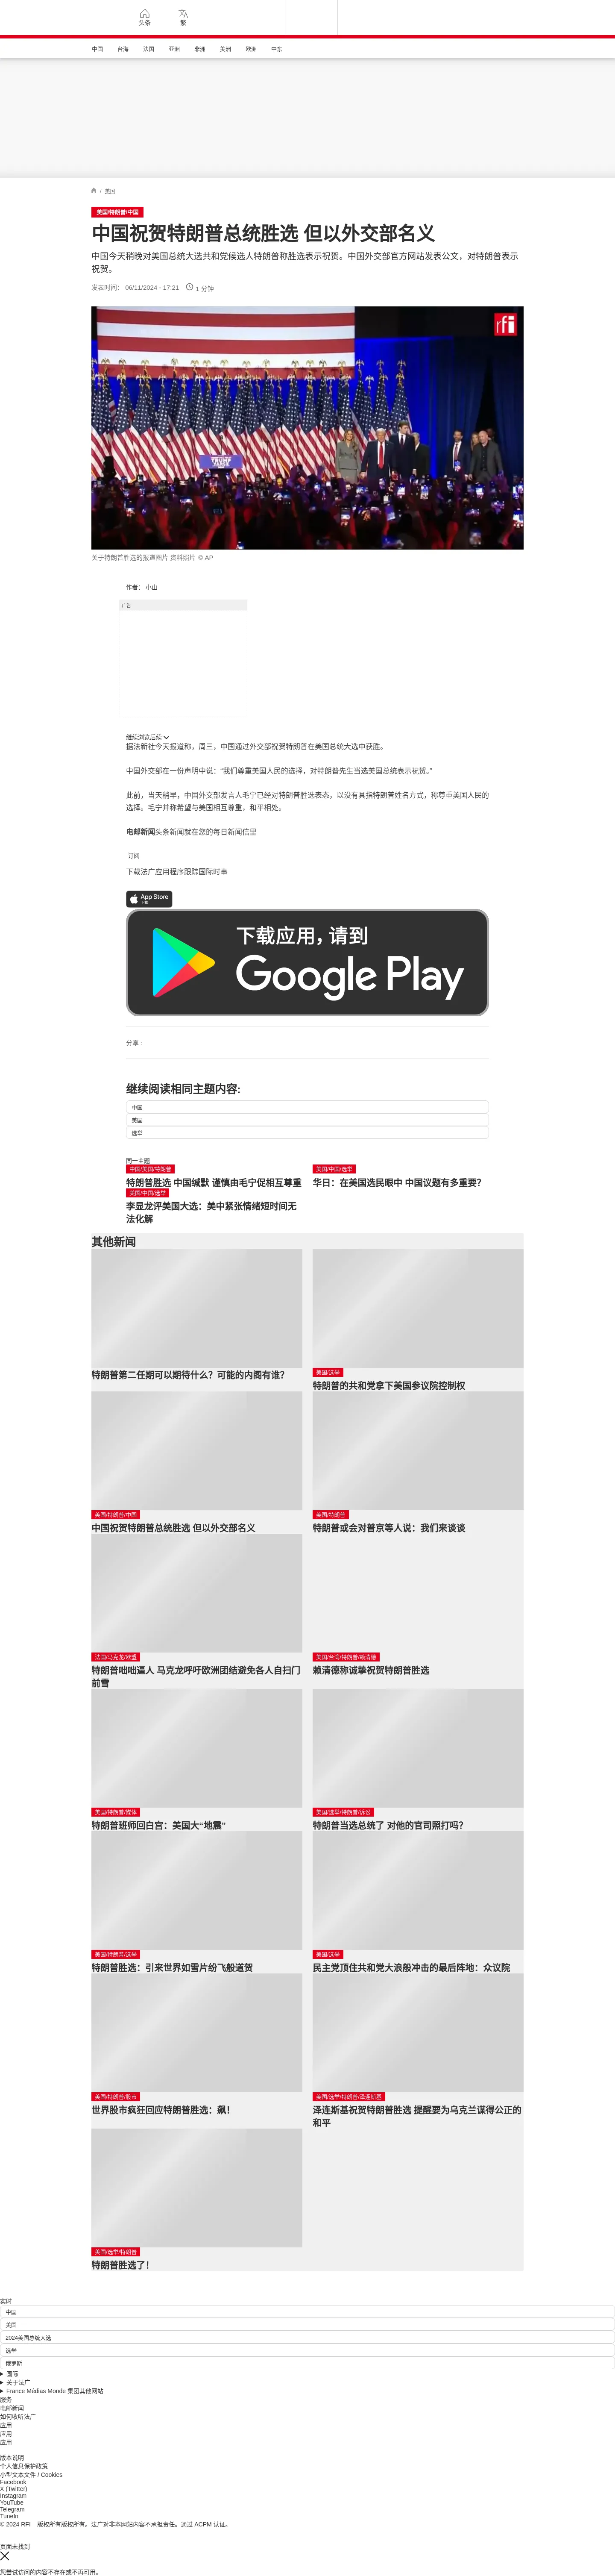 头条
繁
中国
台海
法国
亚洲
非洲
美洲
欧洲
中东
/ 美国
美国/特朗普/中国
中国祝贺特朗普总统胜选 但以外交部名义
中国今天稍晚对美国总统大选共和党候选人特朗普称胜选表示祝贺。中国外交部官方网站发表公文，对特朗普表示
祝贺。
发表时间： 06/11/2024 - 17:21 1 分钟
rfi
关于特朗普胜选的报道图片 资料照片 © AP
作者： 小山
广告
继续浏览后续
据法新社今天报道称，周三，中国通过外交部祝贺特朗普在美国总统大选中获胜。
中国外交部在一份声明中说：“我们尊重美国人民的选择，对特朗普先生当选美国总统表示祝贺。”
此前，当天稍早，中国外交部发言人毛宁已经对特朗普胜选表态，以没有具指特朗普姓名方式，称尊重美国人民的
选择。毛宁并称希望与美国相互尊重，和平相处。
电邮新闻头条新闻就在您的每日新闻信里
订阅
下载法广应用程序跟踪国际时事
App Store
下载
下载应用，请到
Google Play
分享 :
继续阅读相同主题内容:
中国
美国
选举
同一主题
中国/美国/特朗普
特朗普胜选 中国缄默 谨慎由毛宁促相互尊重
美国/中国/选举
华日：在美国选民眼中 中国议题有多重要？
美国/中国/选举
李显龙评美国大选：美中紧张情绪短时间无
法化解
其他新闻
特朗普第二任期可以期待什么？可能的内阁有谁？
美国/选举
特朗普的共和党拿下美国参议院控制权
美国/特朗普/中国
中国祝贺特朗普总统胜选 但以外交部名义
美国/特朗普
特朗普或会对普京等人说：我们来谈谈
法国/马克龙/欧盟
特朗普咄咄逼人 马克龙呼吁欧洲团结避免各人自扫门
前雪
美国/台湾/特朗普/赖清德
赖清德称诚挚祝贺特朗普胜选
美国/特朗普/媒体
特朗普班师回白宫：美国大“地震”
美国/选举/特朗普/诉讼
特朗普当选总统了 对他的官司照打吗？
美国/特朗普/选举
特朗普胜选：引来世界如雪片纷飞般道贺
美国/选举
民主党顶住共和党大浪般冲击的最后阵地：众议院
美国/特朗普/股市
世界股市疯狂回应特朗普胜选：飙！
美国/选举/特朗普/泽连斯基
泽连斯基祝贺特朗普胜选 提醒要为乌克兰谋得公正的
和平
美国/选举/特朗普
特朗普胜选了！
实时
中国
美国
2024美国总统大选
选举
俄罗斯
国际
关于法广
France Médias Monde 集团其他网站
服务
电邮新闻
如何收听法广
应用
应用
应用
版本说明
个人信息保护政策
小型文本文件 / Cookies
Facebook
X (Twitter)
Instagram
YouTube
Telegram
TuneIn
© 2024 RFI – 版权所有版权所有。法广对非本网站内容不承担责任。通过 ACPM 认证。
页面未找到
您尝试访问的内容不存在或不再可用。